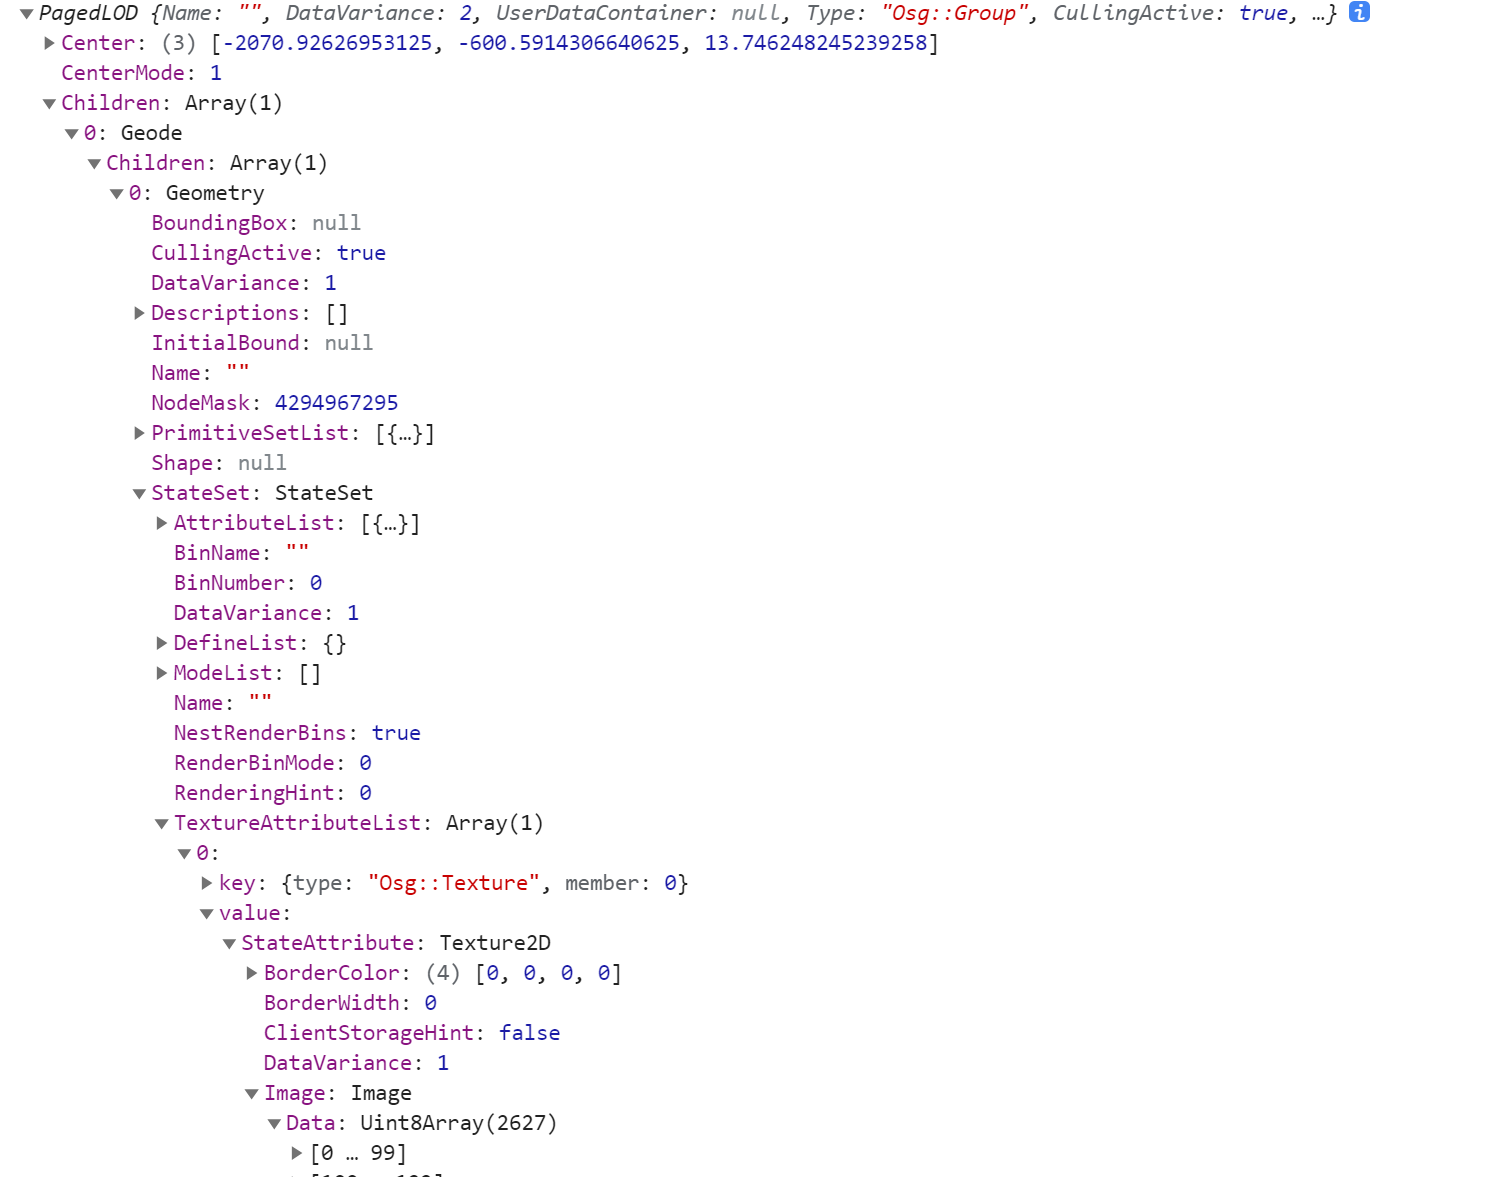 PagedLOD {Name: "", DataVariance: 2, UserDataContainer: null, Type: "Osg::Group", CullingActive: true, …} i
Center: (3) [-2070.92626953125, -600.5914306640625, 13.746248245239258]
CenterMode: 1
Children: Array(1)
0: Geode
Children: Array(1)
0: Geometry
BoundingBox: null
CullingActive: true
DataVariance: 1
Descriptions: []
InitialBound: null
Name: ""
NodeMask: 4294967295
PrimitiveSetList: [{…}]
Shape: null
StateSet: StateSet
AttributeList: [{…}]
BinName: ""
BinNumber: 0
DataVariance: 1
DefineList: {}
ModeList: []
Name: ""
NestRenderBins: true
RenderBinMode: 0
RenderingHint: 0
TextureAttributeList: Array(1)
0:
key: {type: "Osg::Texture", member: 0}
value:
StateAttribute: Texture2D
BorderColor: (4) [0, 0, 0, 0]
BorderWidth: 0
ClientStorageHint: false
DataVariance: 1
Image: Image
Data: Uint8Array(2627)
[0 … 99]